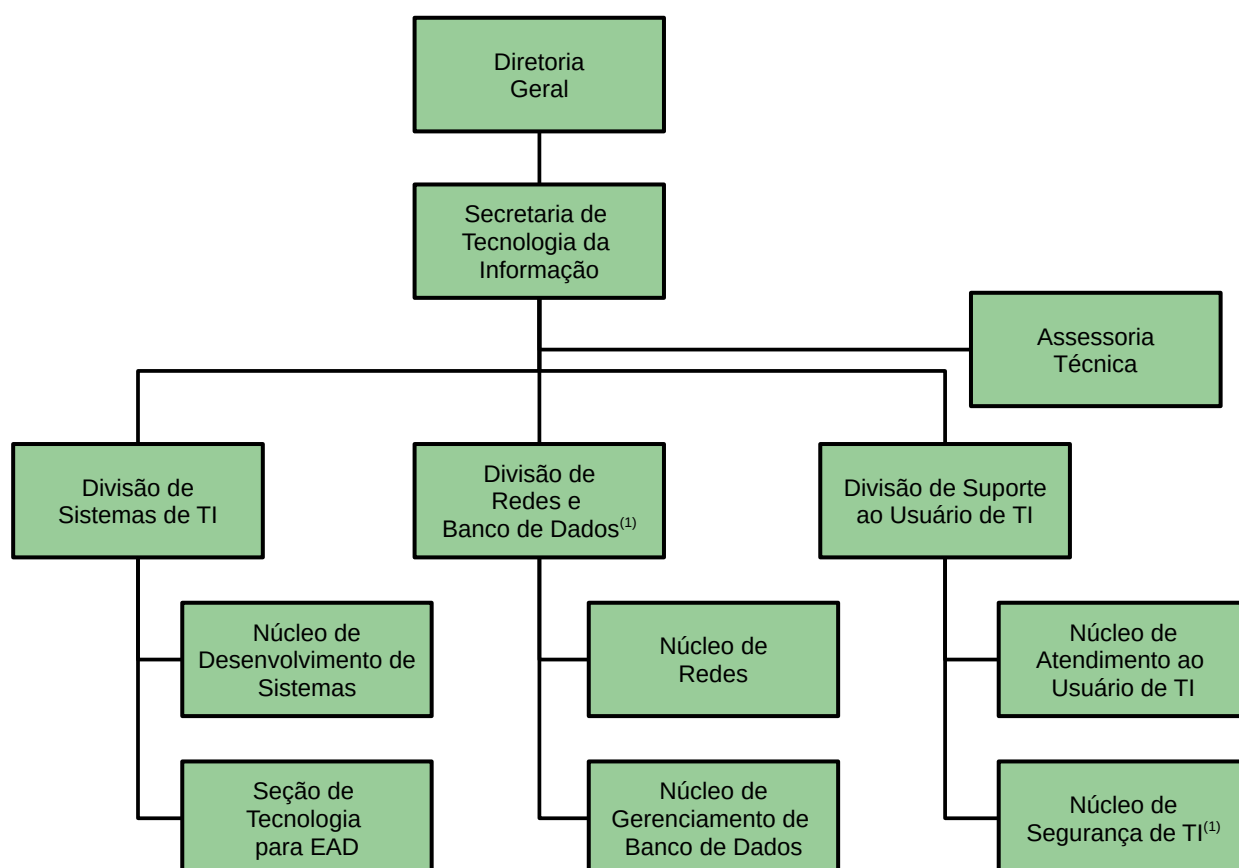 Diretoria
Geral
Secretaria de
Tecnologia da
Informação
Assessoria
Técnica
Divisão de
Sistemas de TI
Divisão de
Redes e
Banco de Dados(1)
Divisão de Suporte
ao Usuário de TI
Núcleo de
Desenvolvimento de
Sistemas
Núcleo de
Redes
Núcleo de
Atendimento ao
Usuário de TI
Seção de
Tecnologia
para EAD
Núcleo de
Gerenciamento de
Banco de Dados
Núcleo de
Segurança de TI(1)